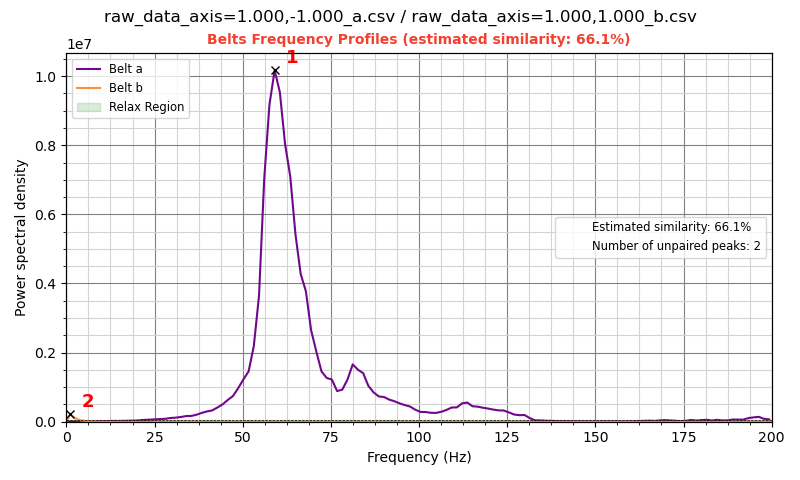 raw_data_axis=1.000,-1.000_a.csv / raw_data_axis=1.000,1.000_b.csv
Belts Frequency Profiles (estimated similarity: 66.1%)
1e7
Belt a
Belt b
Relax Region
1
2
Estimated similarity: 66.1%
Number of unpaired peaks: 2
Power spectral density
1.0
0.8
0.6
0.4
0.2
0.0
0 25 50 75 100 125 150 175 200
Frequency (Hz)